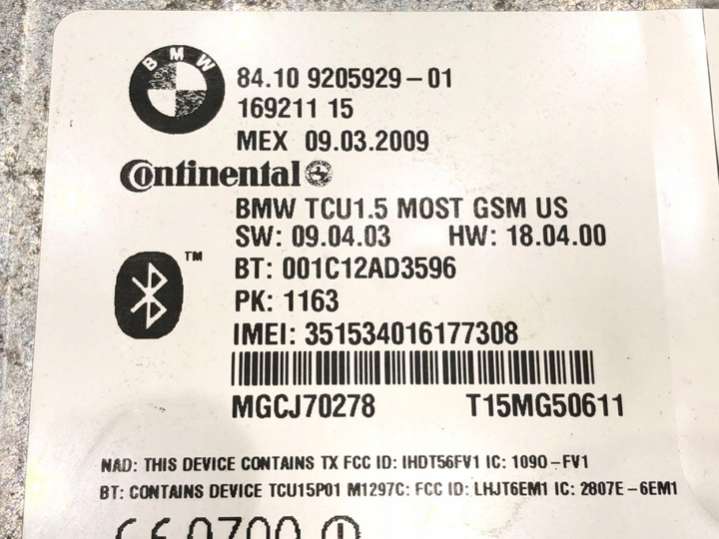 BMW
84.10 9205929-01
169211 15
MEX 09.03.2009
Continental
BMW TCU1.5 MOST GSM US
SW: 09.04.03 HW: 18.04.00
TM
BT: 001C12AD3596
PK: 1163
IMEI: 351534016177308
MGCJ70278 T15MG50611
NAD: THIS DEVICE CONTAINS TX FCC ID: IHDT56FV1 IC: 1090-FV1
BT: CONTAINS DEVICE TCU15P01 M1297C: FCC ID: LHJT6EM1 IC: 2807E-6EM1
CE0700